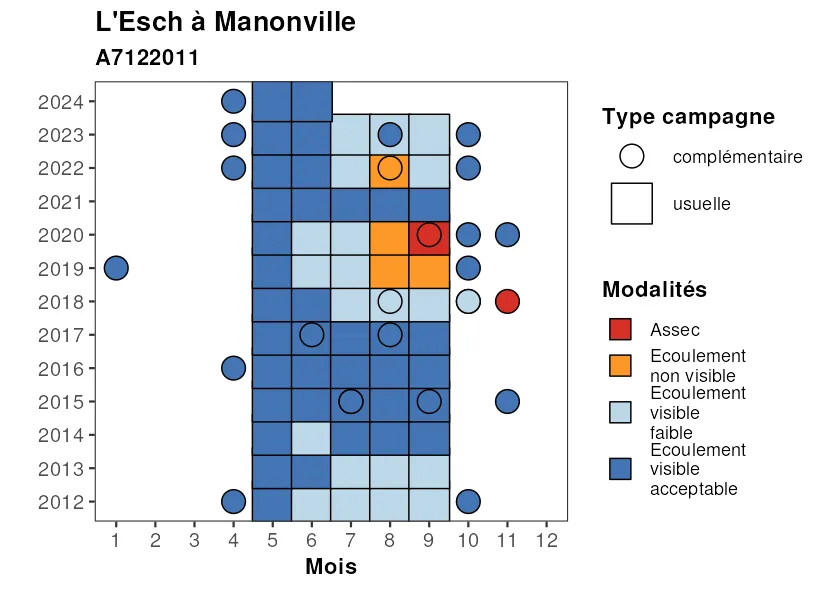 L'Esch à Manonville
A7122011
2024
2023
2022
2021
2020
2019
2018
2017
2016
2015
2014
2013
2012
1 2 3 4 5 6 7 8 9 10 11 12
Mois
Type campagne
complémentaire
usuelle
Modalités
Assec
Ecoulement
non visible
Ecoulement
visible
faible
Ecoulement
visible
acceptable